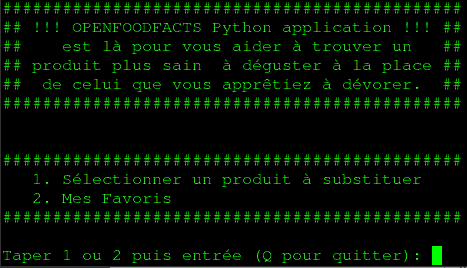 ##############################################
## !!! OPENFOODFACTS Python application !!! ##
##    est là pour vous aider à trouver un   ##
## produit plus sain  à déguster à la place ##
##  de celui que vous apprêtiez à dévorer.  ##
##############################################
##############################################
1. Sélectionner un produit à substituer
2. Mes Favoris
##############################################
Taper 1 ou 2 puis entrée (Q pour quitter):